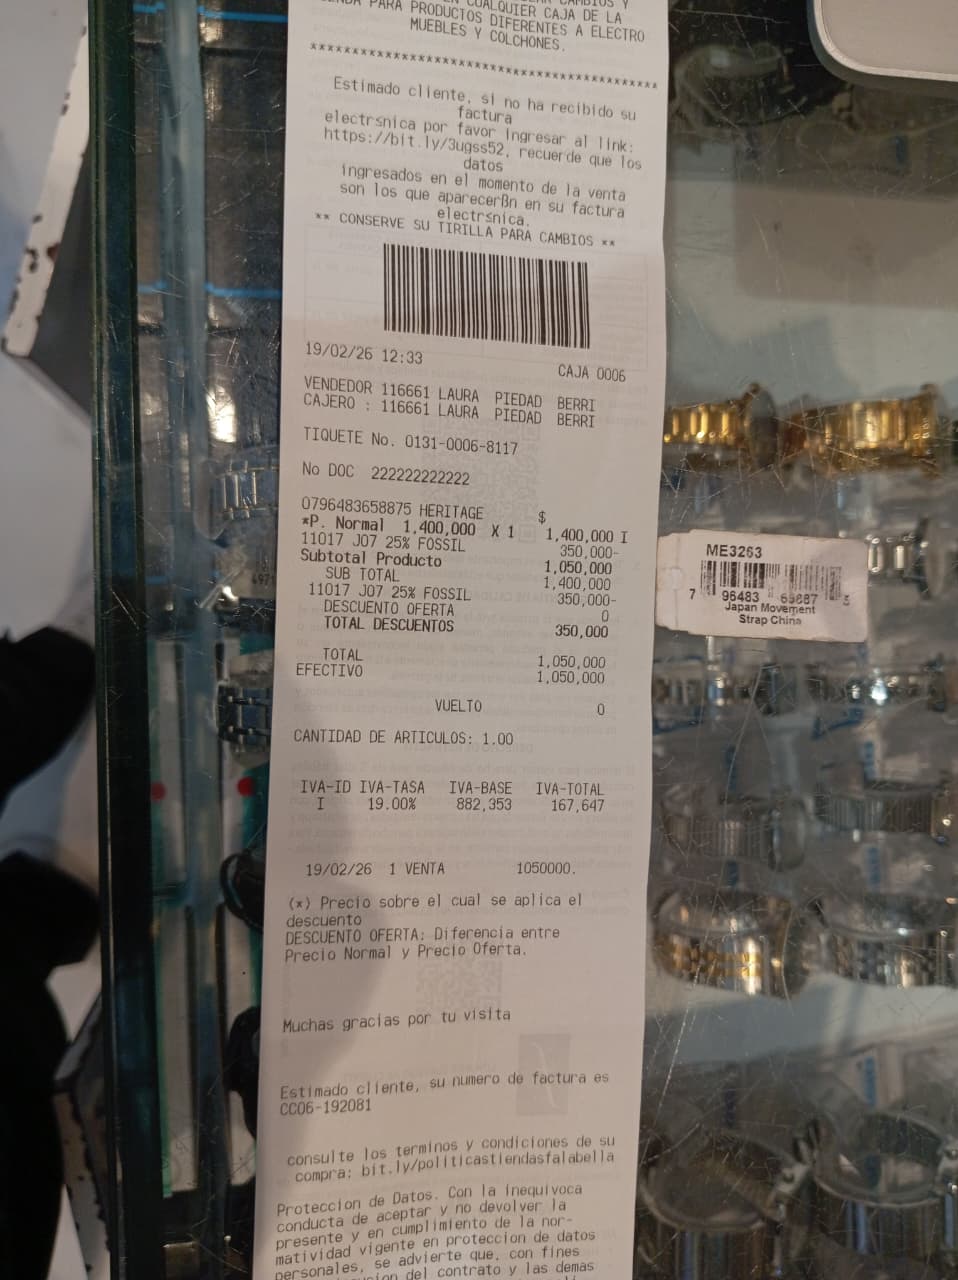 CAMBIOS Y
EN CUALQUIER CAJA DE LA
PARA PRODUCTOS DIFERENTES A ELECTRO
MUEBLES Y COLCHONES.
*********************************************
Estimado cliente, si no ha recibido su
factura
electrsnica por favor ingresar al link:
https://bit.ly/3ugss52, recuerde que los
datos
ingresados en el momento de la venta
son los que aparecerBn en su factura
electrsnica.
** CONSERVE SU TIRILLA PARA CAMBIOS **
19/02/26 12:33
CAJA 0006
VENDEDOR 116661 LAURA PIEDAD BERRI
CAJERO : 116661 LAURA PIEDAD BERRI
TIQUETE No. 0131-0006-8117
No DOC 222222222222
0796483658875 HERITAGE $
*P. Normal 1,400,000 X 1 1,400,000 I
11017 J07 25% FOSSIL 350,000-
Subtotal Producto 1,050,000
SUB TOTAL 1,400,000
11017 J07 25% FOSSIL 350,000-
DESCUENTO OFERTA 0
TOTAL DESCUENTOS 350,000
TOTAL 1,050,000
EFECTIVO 1,050,000
VUELTO 0
CANTIDAD DE ARTICULOS: 1.00
IVA-ID IVA-TASA IVA-BASE IVA-TOTAL
I 19.00% 882,353 167,647
19/02/26 1 VENTA 1050000.
(*) Precio sobre el cual se aplica el
descuento
DESCUENTO OFERTA: Diferencia entre
Precio Normal y Precio Oferta.
Muchas gracias por tu visita
Estimado cliente, su numero de factura es
CC06-192081
consulte los terminos y condiciones de su
compra: bit.ly/politicastiendasfalabella
Proteccion de Datos. Con la inequivoca
conducta de aceptar y no devolver la
presente y en cumplimiento de la nor-
matividad vigente en proteccion de datos
personales, se advierte que, con fines
del contrato y las demas
ME3263
7 96483
Japan Movement
Strap China